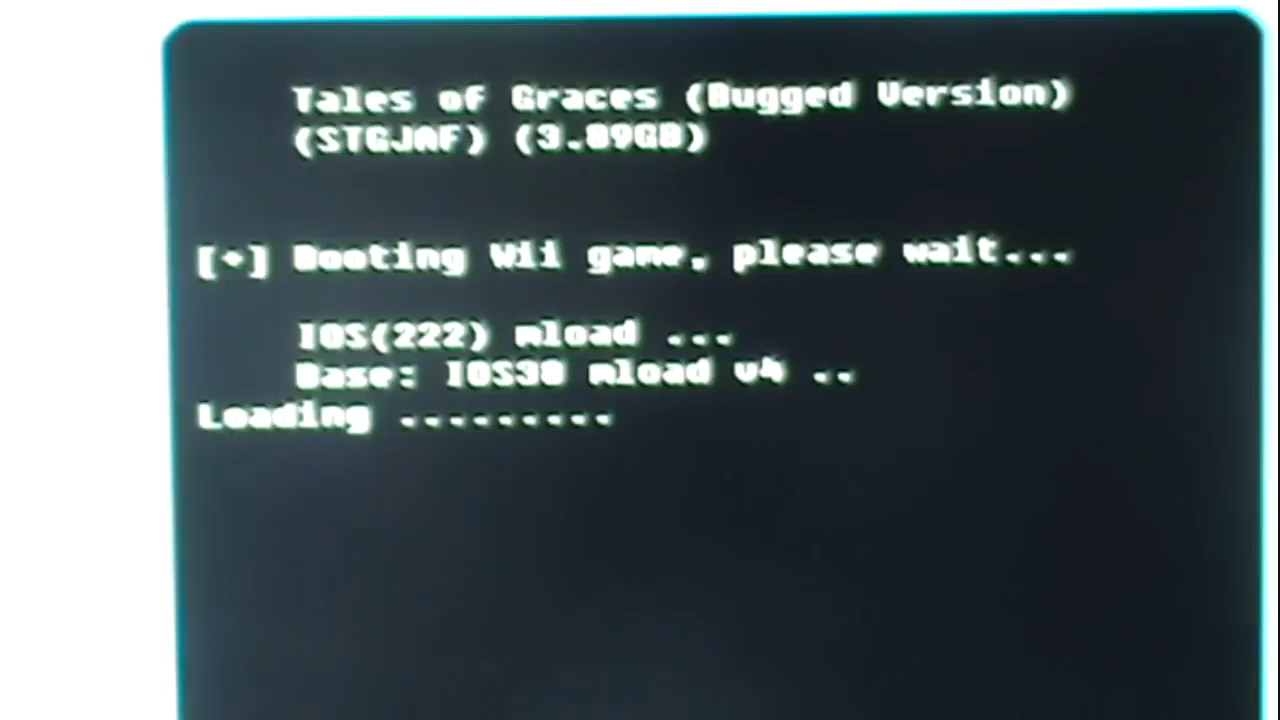 Tales of Graces (Bugged Version)
(STGJAF) (3.89GB)
[+] Booting Wii game, please wait...
IOS(222) mload ...
Base: IOS38 mload v4 ..
Loading .........